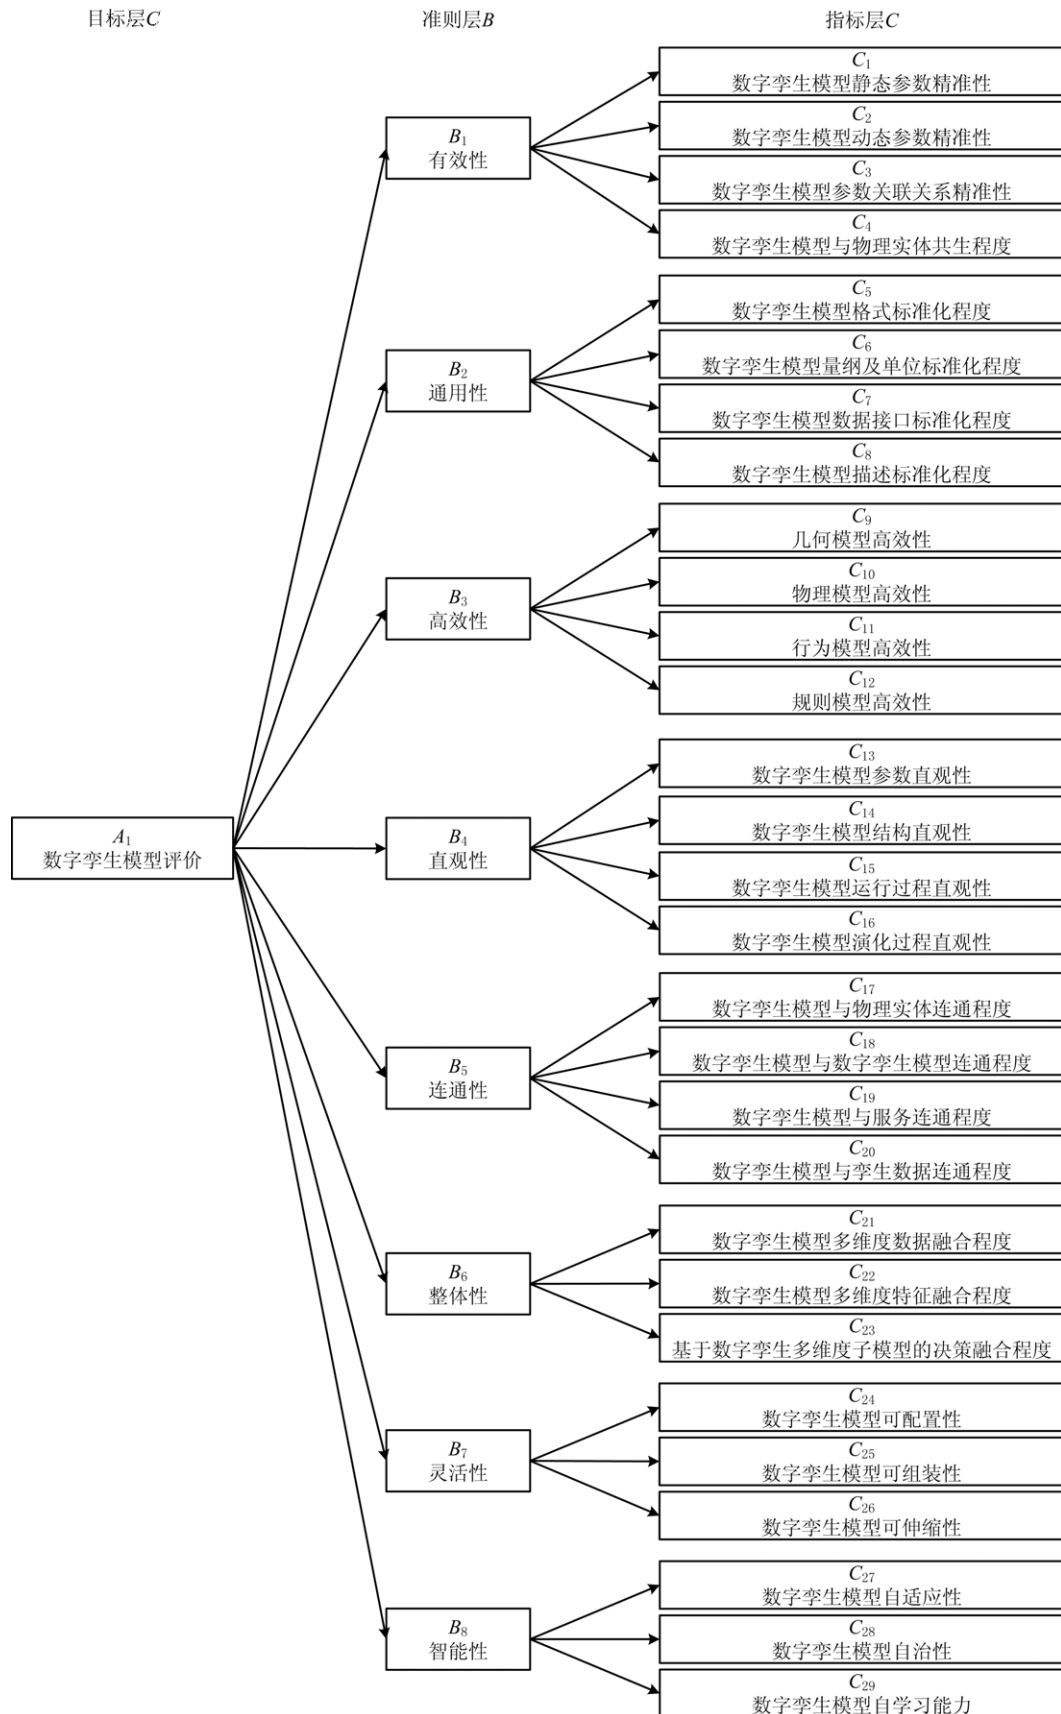 目标层C
准则层B
指标层C
A₁
数字孪生模型评价
B₁
有效性
C₁
数字孪生模型静态参数精准性
C₂
数字孪生模型动态参数精准性
C₃
数字孪生模型参数关联关系精准性
C₄
数字孪生模型与物理实体共生程度
B₂
通用性
C₅
数字孪生模型格式标准化程度
C₆
数字孪生模型量纲及单位标准化程度
C₇
数字孪生模型数据接口标准化程度
C₈
数字孪生模型描述标准化程度
B₃
高效性
C₉
几何模型高效性
C₁₀
物理模型高效性
C₁₁
行为模型高效性
C₁₂
规则模型高效性
B₄
直观性
C₁₃
数字孪生模型参数直观性
C₁₄
数字孪生模型结构直观性
C₁₅
数字孪生模型运行过程直观性
C₁₆
数字孪生模型演化过程直观性
B₅
连通性
C₁₇
数字孪生模型与物理实体连通程度
C₁₈
数字孪生模型与数字孪生模型连通程度
C₁₉
数字孪生模型与服务连通程度
C₂₀
数字孪生模型与孪生数据连通程度
B₆
整体性
C₂₁
数字孪生模型多维度数据融合程度
C₂₂
数字孪生模型多维度特征融合程度
C₂₃
基于数字孪生多维度子模型的决策融合程度
B₇
灵活性
C₂₄
数字孪生模型可配置性
C₂₅
数字孪生模型可组装性
C₂₆
数字孪生模型可伸缩性
B₈
智能性
C₂₇
数字孪生模型自适应性
C₂₈
数字孪生模型自治性
C₂₉
数字孪生模型自学习能力